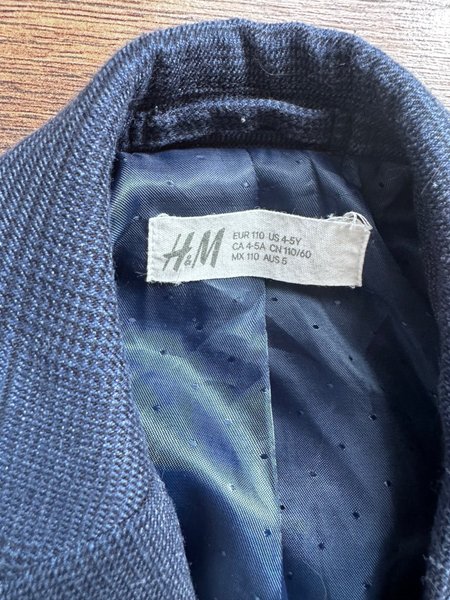 H&M
EUR 110 US 4-5Y
CA 4-5A CN 110/60
MX 110 AUS 5